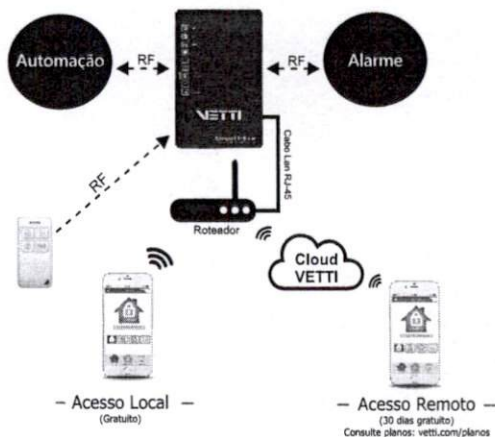 Automação
RF
VETTI
RF
Alarme
Cabo Lan RJ-45
RF
Roteador
Cloud
VETTI
– Acesso Local –
(Gratuito)
– Acesso Remoto –
(30 dias gratuito)
Consulte planos: vetti.com/planos